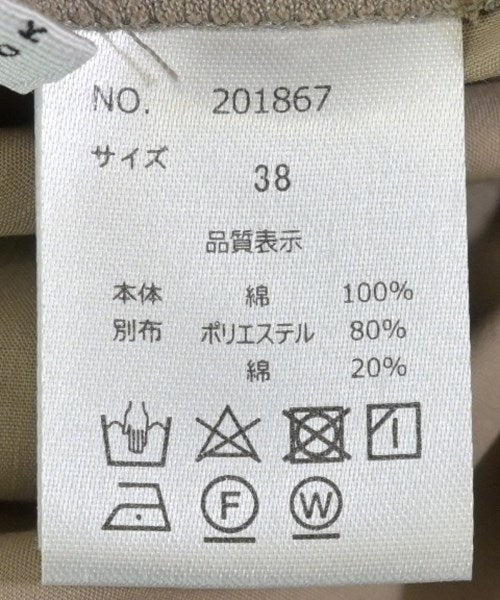 OK
NO. 201867
サイズ 38
品質表示
本体 綿 100%
別布 ポリエステル 80%
綿 20%
F W